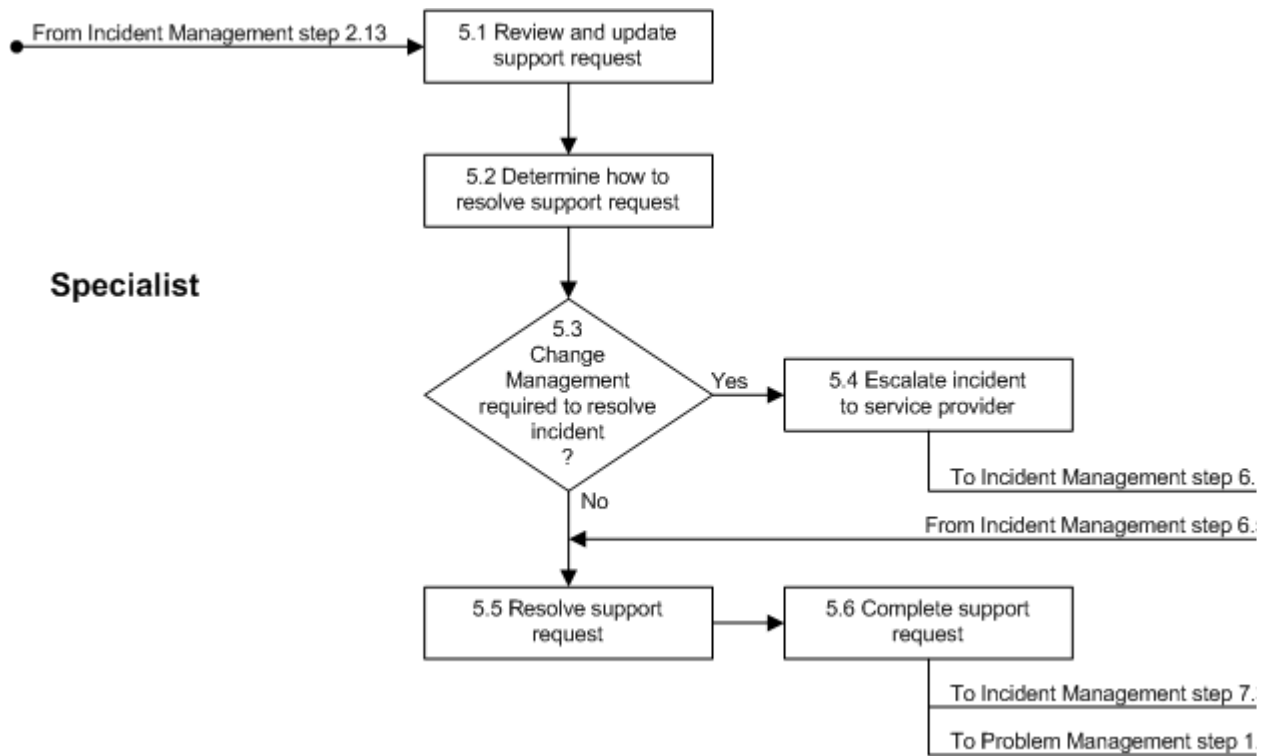 From Incident Management step 2.13
5.1 Review and update
support request
5.2 Determine how to
resolve support request
Specialist
5.3
Change
Management
required to resolve
incident
?
Yes
5.4 Escalate incident
to service provider
To Incident Management step 6.
No
From Incident Management step 6.
5.5 Resolve support
request
5.6 Complete support
request
To Incident Management step 7.
To Problem Management step 1.